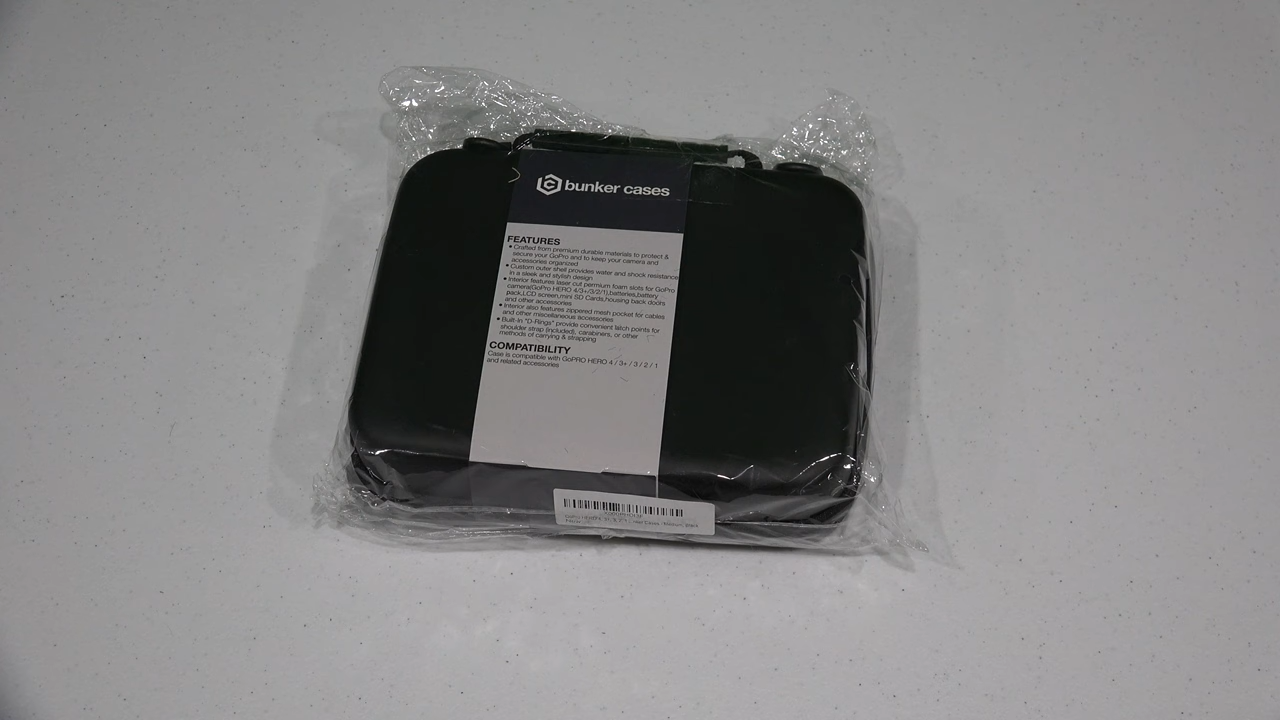 bunker cases
FEATURES
• Crafted from premium durable materials to protect &
secure your GoPro and to keep your camera and
accessories organized
• Custom outer shell provides water and shock resistance
in a sleek and stylish design
• Interior features laser cut permium foam slots for GoPro
camera(GoPro HERO 4/3+/3/2/1),batteries,battery
pack,LCD screen,mini SD Cards,housing back doors
and other accessories
• Interior also features zippered mesh pocket for cables
and other miscellaneous accessories
• Built-In "D-Rings" provide convenient latch points for
shoulder strap (included), carabiners, or other
methods of carrying & strapping
COMPATIBILITY
Case is compatible with GoPRO HERO 4 / 3+ / 3 / 2 / 1
and related accessories